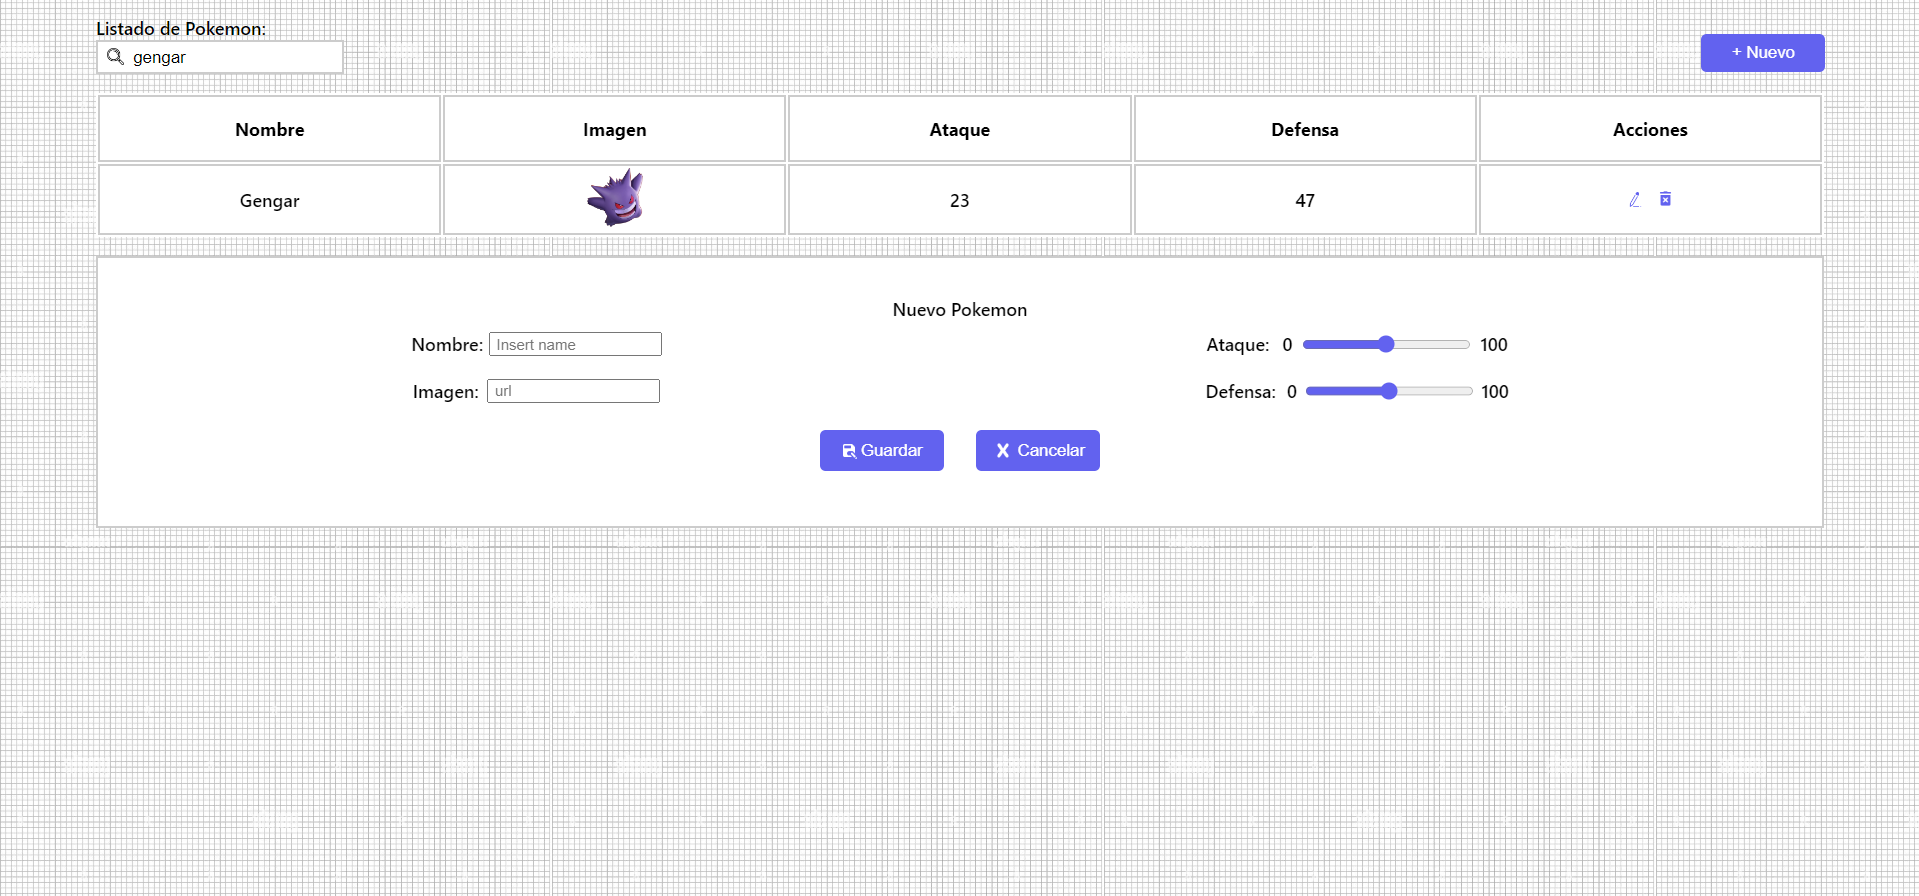 Listado de Pokemon:
gengar
+ Nuevo
Nombre Imagen Ataque Defensa Acciones
Gengar 23 47
Nuevo Pokemon
Nombre: Insert name Ataque: 0 100
Imagen: url Defensa: 0 100
Guardar Cancelar